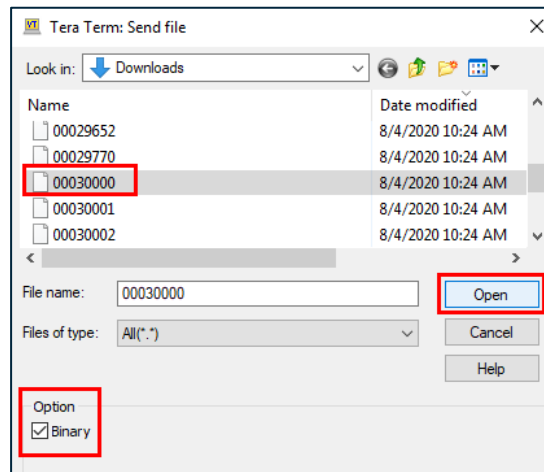 VT Tera Term: Send file
Look in: Downloads
Name Date modified
00029652 8/4/2020 10:24 AM
00029770 8/4/2020 10:24 AM
00030000 8/4/2020 10:24 AM
00030001 8/4/2020 10:24 AM
00030002 8/4/2020 10:24 AM
File name: 00030000 Open
Files of type: All(*.*) Cancel
Help
Option
Binary